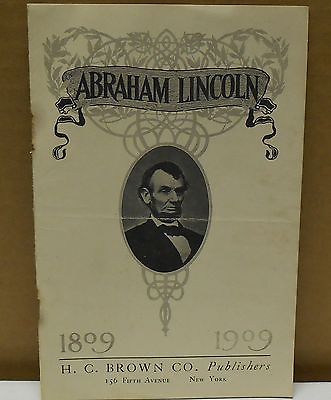 ABRAHAM LINCOLN
1809 1909
H. C. BROWN CO. Publishers
156 FIFTH AVENUE NEW YORK